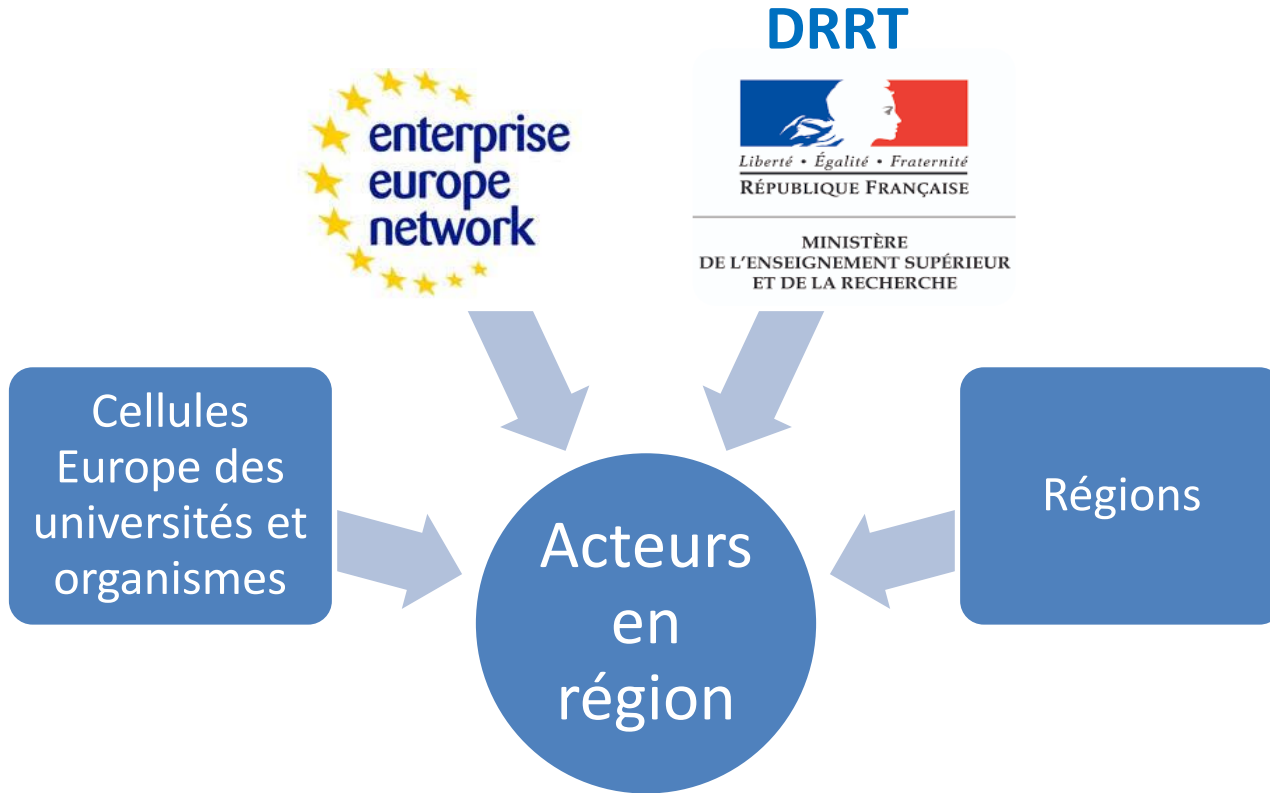 DRRT
enterprise
europe
network
Liberté • Égalité • Fraternité
RÉPUBLIQUE FRANÇAISE
MINISTÈRE
DE L'ENSEIGNEMENT SUPÉRIEUR
ET DE LA RECHERCHE
Cellules
Europe des
universités et
organismes
Régions
Acteurs
en
région